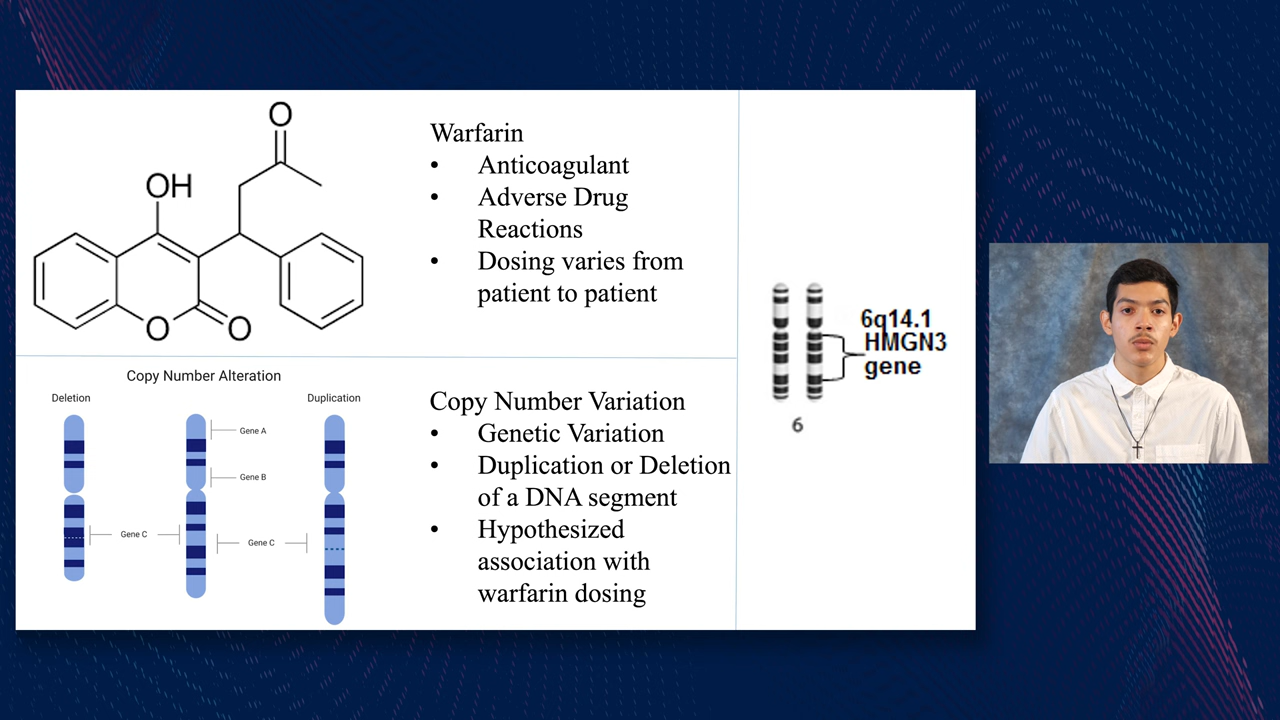 O
OH
O
O
Warfarin
• Anticoagulant
• Adverse Drug
Reactions
• Dosing varies from
patient to patient
Copy Number Alteration
Deletion
Duplication
Gene A
Gene B
Gene C
Gene C
Copy Number Variation
• Genetic Variation
• Duplication or Deletion
of a DNA segment
• Hypothesized
association with
warfarin dosing
6q14.1
HMGN3
gene
6